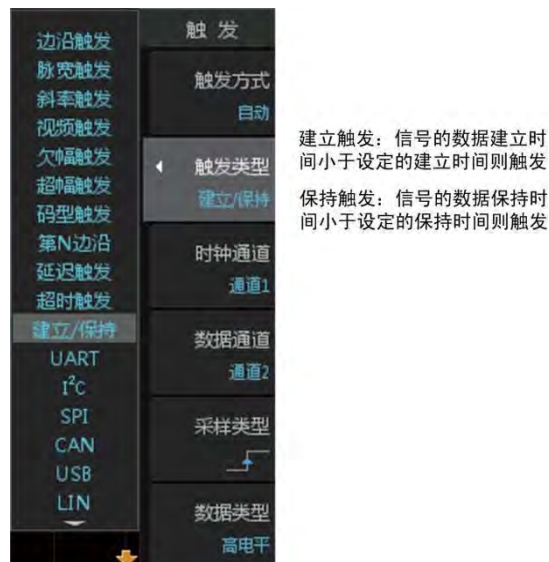 边沿触发
脉宽触发
斜率触发
视频触发
欠幅触发
超幅触发
码型触发
第N边沿
延迟触发
超时触发
建立/保持
UART
I²C
SPI
CAN
USB
LIN
触 发
触发方式
自动
触发类型
建立/保持
时钟通道
通道1
数据通道
通道2
采样类型
数据类型
高电平
建立触发：信号的数据建立时
间小于设定的建立时间则触发
保持触发：信号的数据保持时
间小于设定的保持时间则触发